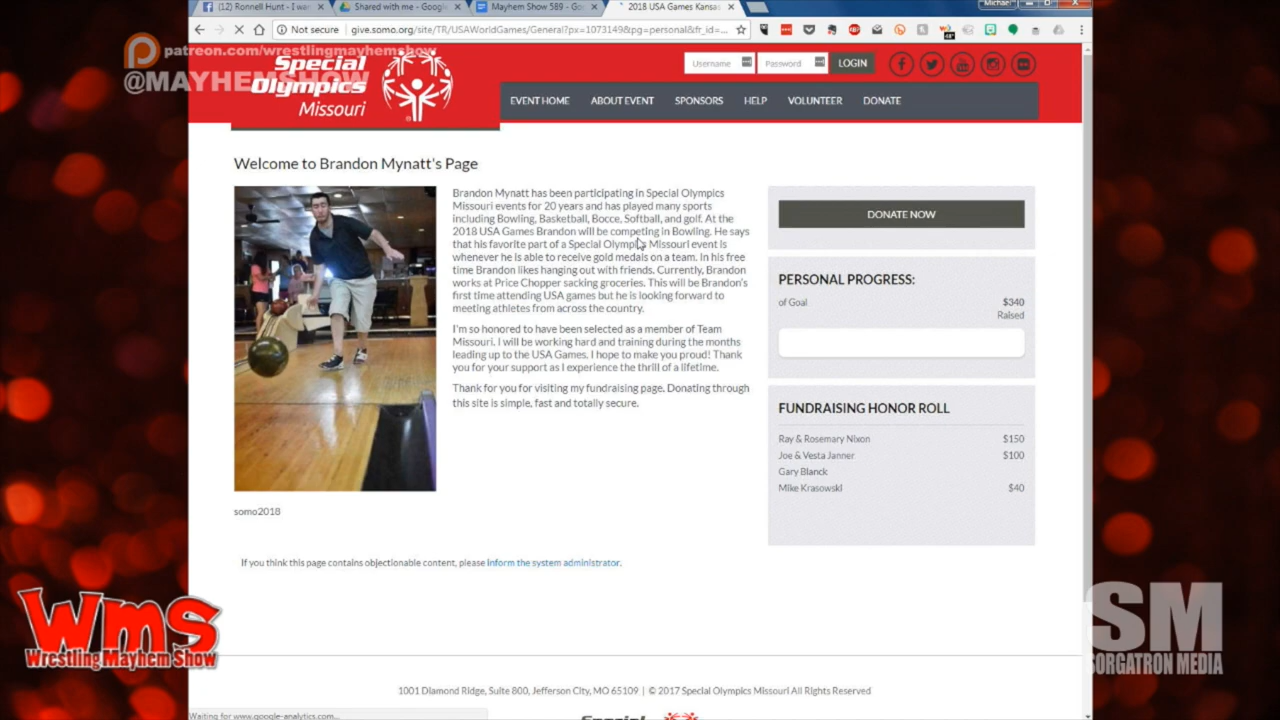 (12) Ronnell Hunt - I wan
Shared with me - Google
Mayhem Show 589 - Goo
2018 USA Games Kansas
Michael
Not secure
give.somo.org/site/TR/USAWorldGames/General?px=1073149&pg=personal&fr_id=...
patreon.com/wrestlingmayhemshow
@MAYHEMSHOW
Special
Olympics
Missouri
Username
Password
LOGIN
EVENT HOME
ABOUT EVENT
SPONSORS
HELP
VOLUNTEER
DONATE
Welcome to Brandon Mynatt's Page
Brandon Mynatt has been participating in Special Olympics
Missouri events for 20 years and has played many sports
including Bowling, Basketball, Bocce, Softball, and golf. At the
2018 USA Games Brandon will be competing in Bowling. He says
that his favorite part of a Special Olympics Missouri event is
whenever he is able to receive gold medals on a team. In his free
time Brandon likes hanging out with friends. Currently, Brandon
works at Price Chopper sacking groceries. This will be Brandon's
first time attending USA games but he is looking forward to
meeting athletes from across the country.
I'm so honored to have been selected as a member of Team
Missouri. I will be working hard and training during the months
leading up to the USA Games. I hope to make you proud! Thank
you for your support as I experience the thrill of a lifetime.
Thank for you for visiting my fundraising page. Donating through
this site is simple, fast and totally secure.
DONATE NOW
PERSONAL PROGRESS:
of Goal
$340
Raised
FUNDRAISING HONOR ROLL
Ray & Rosemary Nixon $150
Joe & Vesta Janner $100
Gary Blanck
Mike Krasowski $40
somo2018
If you think this page contains objectionable content, please inform the system administrator.
WMS
Wrestling Mayhem Show
SM
SORGATRON MEDIA
1001 Diamond Ridge, Suite 800, Jefferson City, MO 65109 | © 2017 Special Olympics Missouri All Rights Reserved
Waiting for www.google-analytics.com...
Special